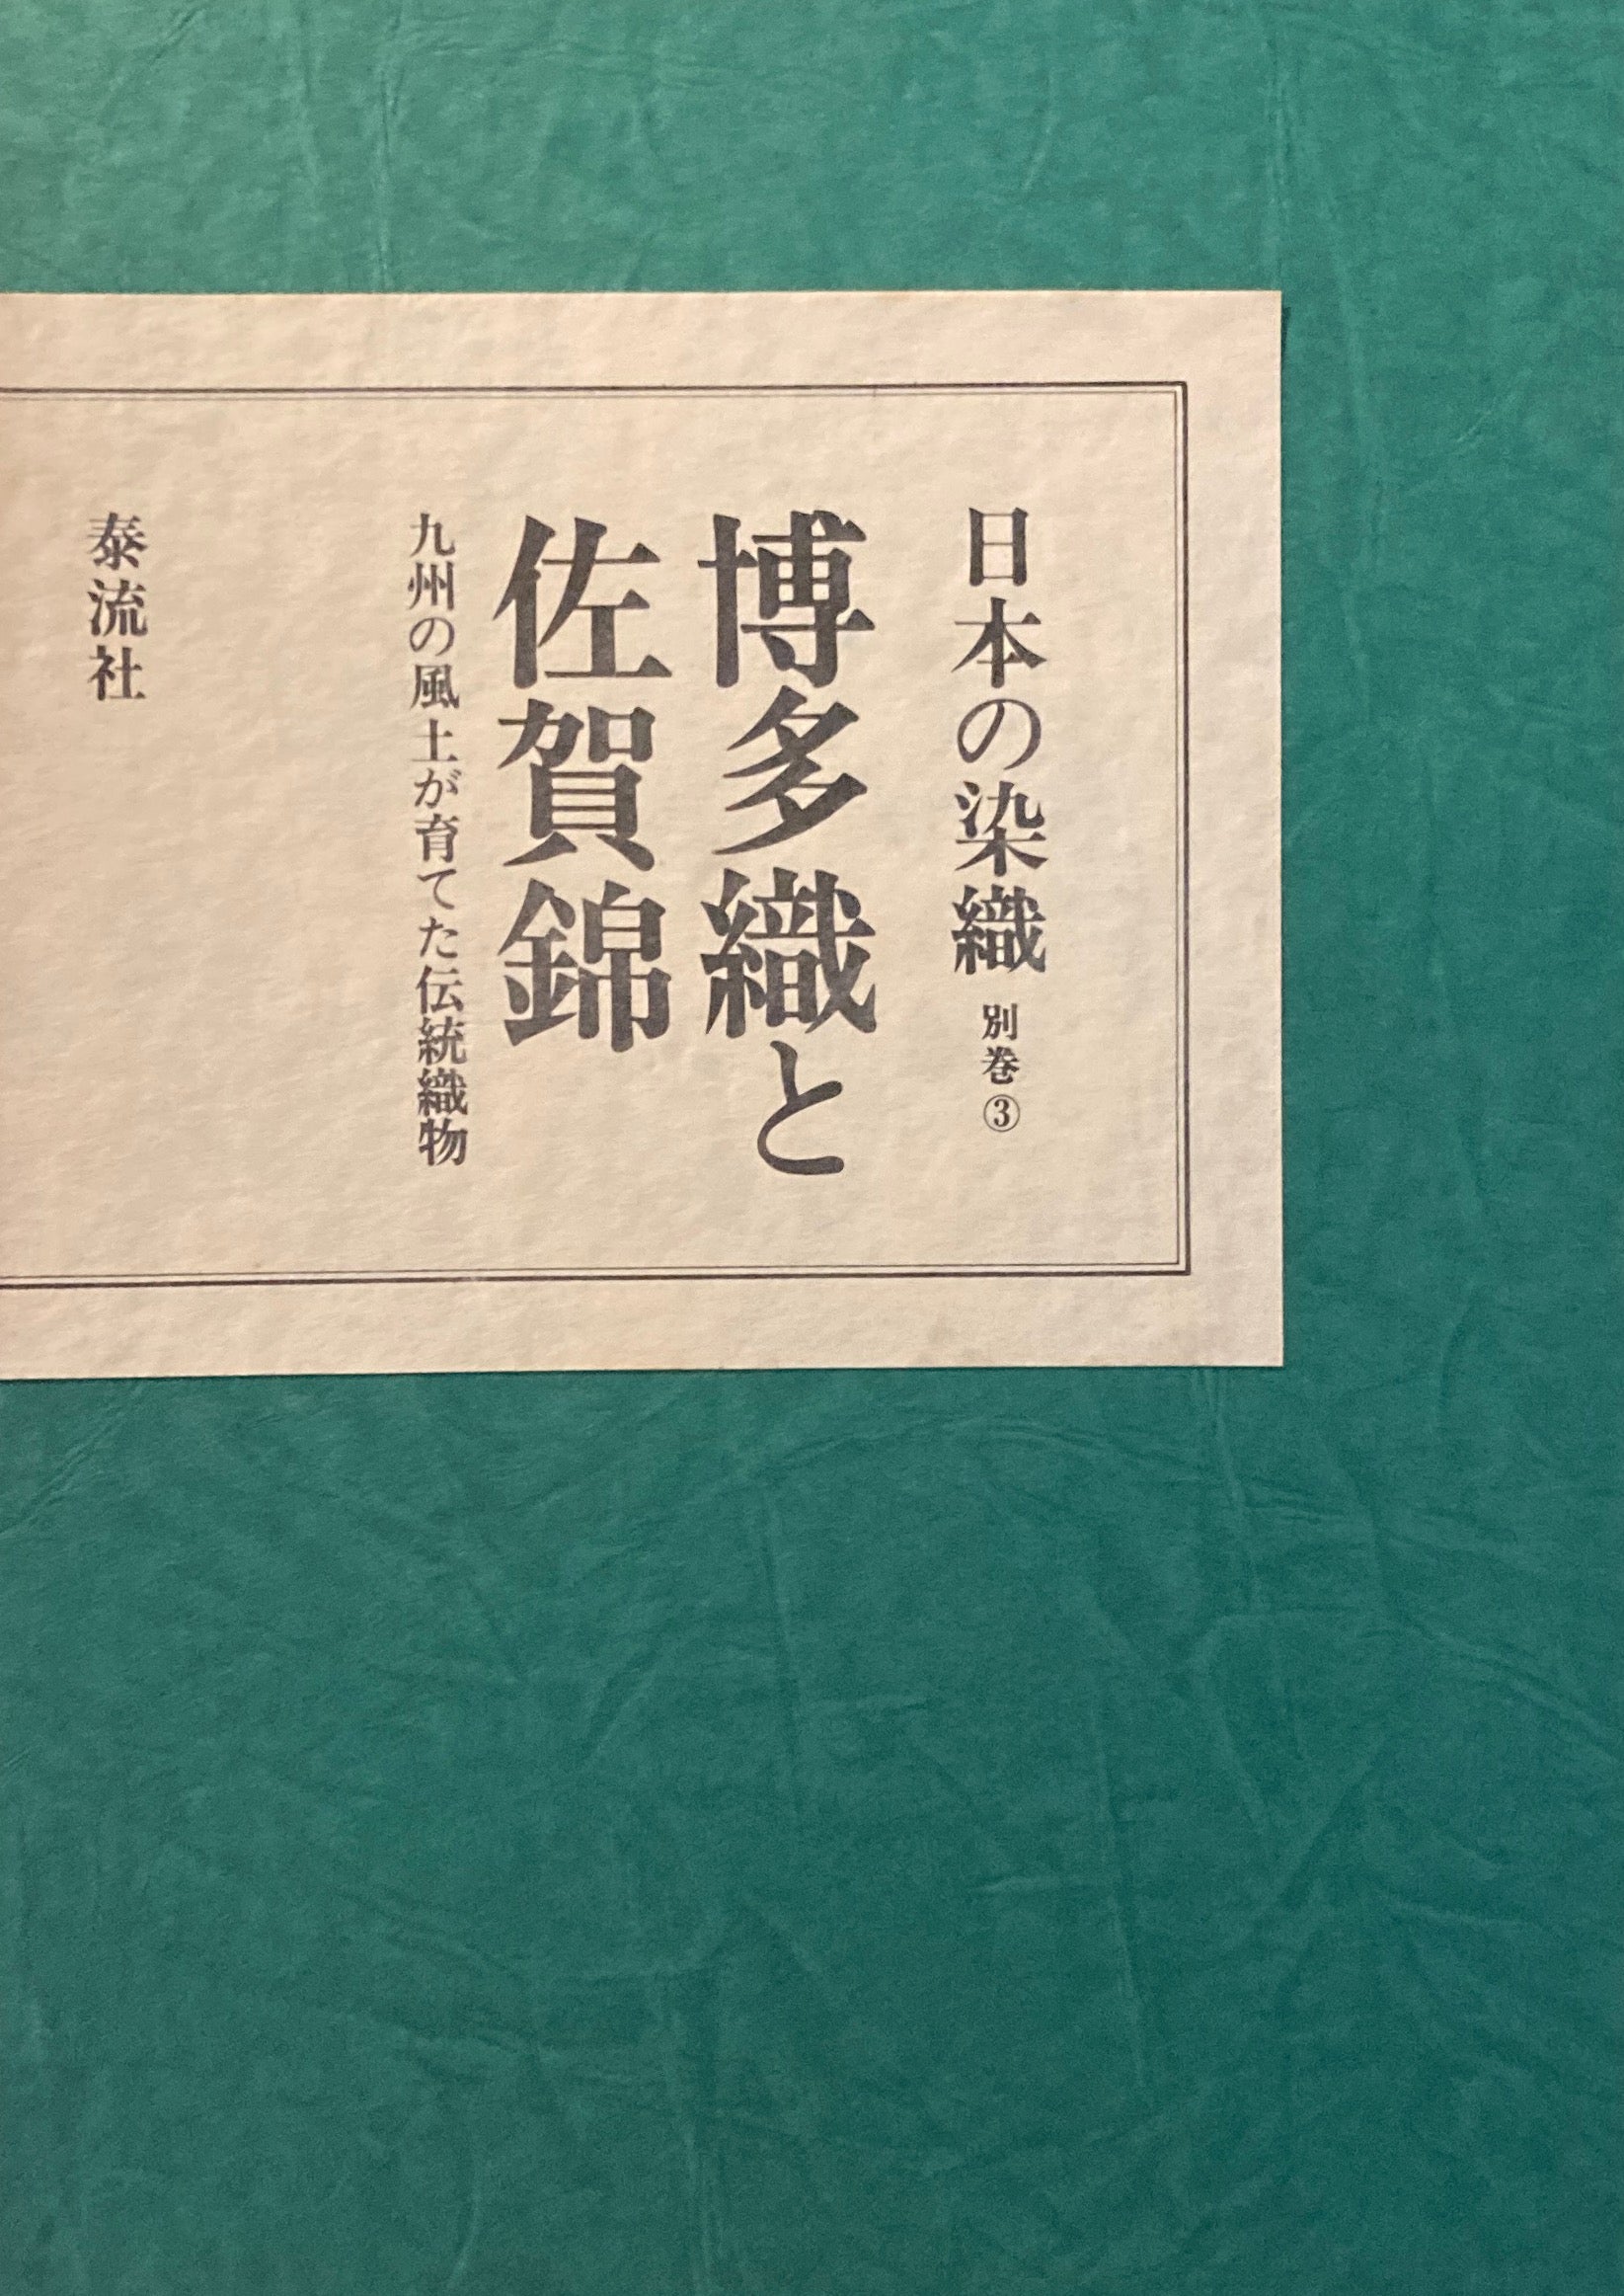 日本の染織 別巻③
博多織と
佐賀錦
九州の風土が育てた伝統織物
泰流社